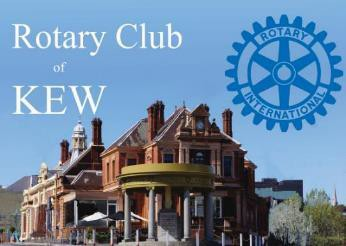 Rotary Club
of
KEW
ROTARY
INTERNATIONAL